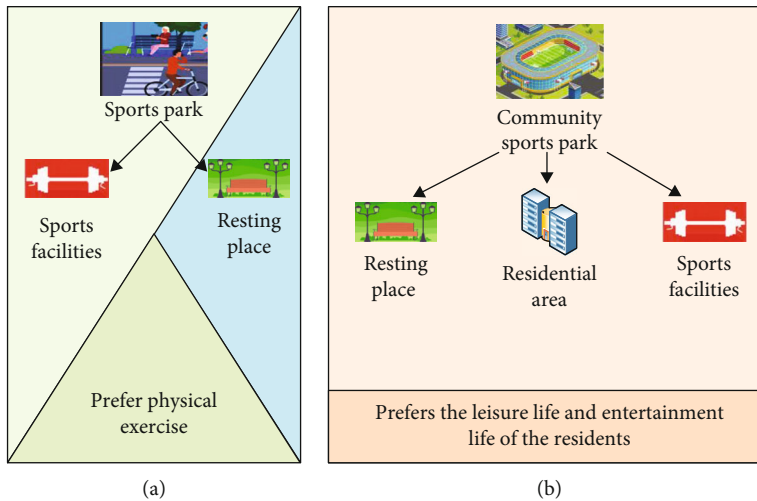 Sports park
Sports
facilities
Resting
place
Prefer physical
exercise
(a)
Community
sports park
Resting
place
Residential
area
Sports
facilities
Prefers the leisure life and entertainment
life of the residents
(b)